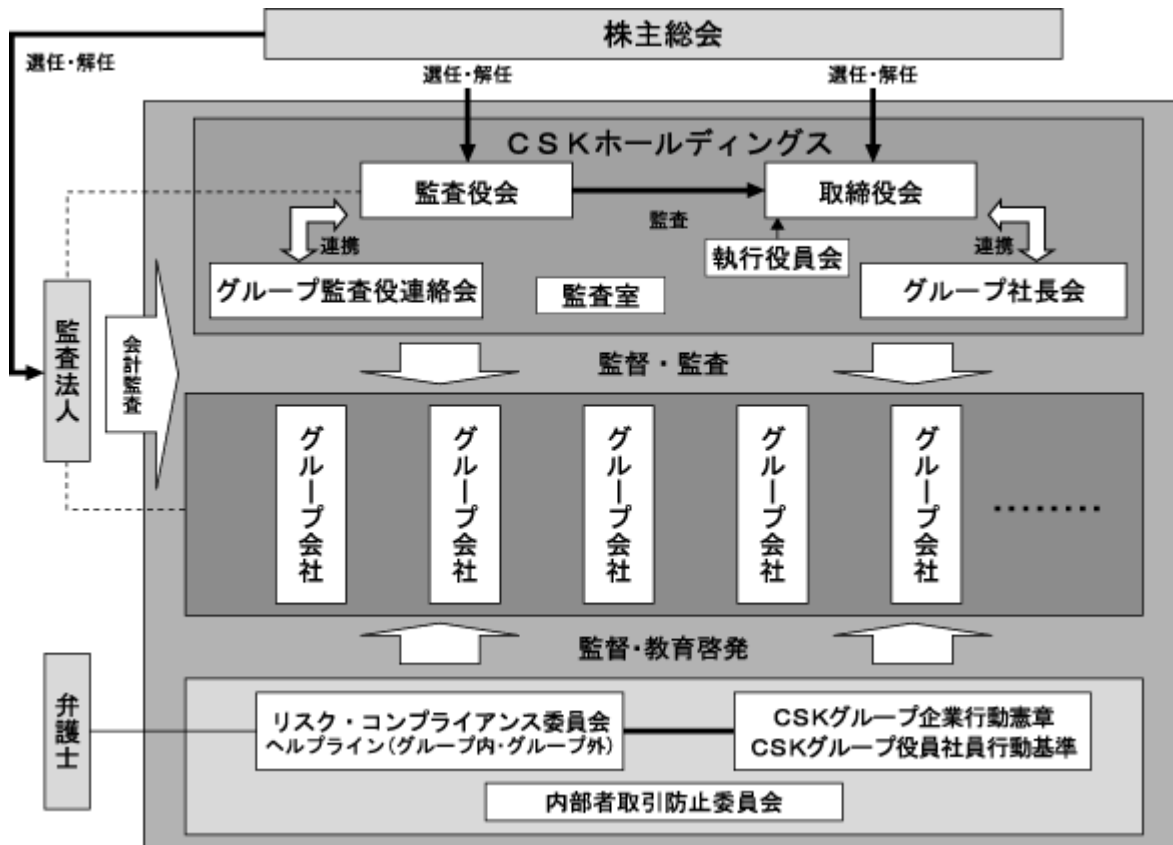 株主総会
選任・解任
選任・解任
選任・解任
CSKホールディングス
監査役会
取締役会
監査
連携
執行役員会
連携
グループ監査役連絡会
監査室
グループ社長会
監査法人
会計監査
監督・監査
グループ会社
グループ会社
グループ会社
グループ会社
グループ会社
‥‥‥‥
監督・教育啓発
弁護士
リスク・コンプライアンス委員会
ヘルプライン(グループ内・グループ外)
CSKグループ企業行動憲章
CSKグループ役員社員行動基準
内部者取引防止委員会